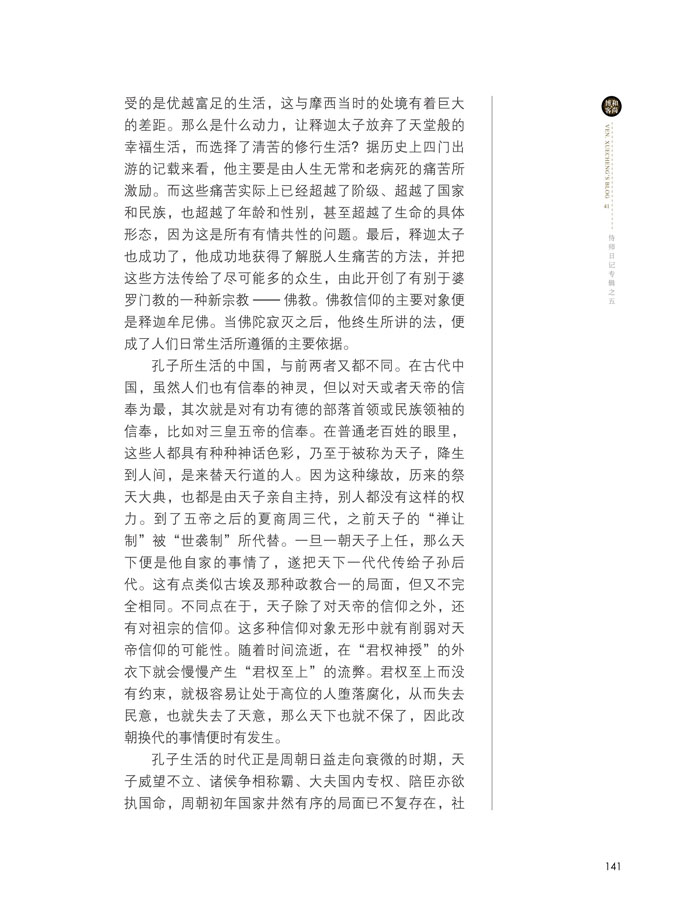 受的是优越富足的生活，这与摩西当时的处境有着巨大
的差距。那么是什么动力，让释迦太子放弃了天堂般的
幸福生活，而选择了清苦的修行生活？据历史上四门出
游的记载来看，他主要是由人生无常和老病死的痛苦所
激励。而这些痛苦实际上已经超越了阶级、超越了国家
和民族，也超越了年龄和性别，甚至超越了生命的具体
形态，因为这是所有有情共性的问题。最后，释迦太子
也成功了，他成功地获得了解脱人生痛苦的方法，并把
这些方法传给了尽可能多的众生，由此开创了有别于婆
罗门教的一种新宗教——佛教。佛教信仰的主要对象便
是释迦牟尼佛。当佛陀寂灭之后，他终生所讲的法，便
成了人们日常生活所遵循的主要依据。
孔子所生活的中国，与前两者又都不同。在古代中
国，虽然人们也有信奉的神灵，但以对天或者天帝的信
奉为最，其次就是对有功有德的部落首领或民族领袖的
信奉，比如对三皇五帝的信奉。在普通老百姓的眼里，
这些人都具有种种神话色彩，乃至于被称为天子，降生
到人间，是来替天行道的人。因为这种缘故，历来的祭
天大典，也都是由天子亲自主持，别人都没有这样的权
力。到了五帝之后的夏商周三代，之前天子的“禅让
制”被“世袭制”所代替。一旦一朝天子上任，那么天
下便是他自家的事情了，遂把天下一代代传给子孙后
代。这有点类似古埃及那种政教合一的局面，但又不完
全相同。不同点在于，天子除了对天帝的信仰之外，还
有对祖宗的信仰。这多种信仰对象无形中就有削弱对天
帝信仰的可能性。随着时间流逝，在“君权神授”的外
衣下就会慢慢产生“君权至上”的流弊。君权至上而没
有约束，就极容易让处于高位的人堕落腐化，从而失去
民意，也就失去了天意，那么天下也就不保了，因此改
朝换代的事情便时有发生。
孔子生活的时代正是周朝日益走向衰微的时期，天
子威望不立、诸侯争相称霸、大夫国内专权、陪臣亦欲
执国命，周朝初年国家井然有序的局面已不复存在，社
和尚
博客
VEN. XUECHENG'S BLOG
41
侍师日记专辑之五
141